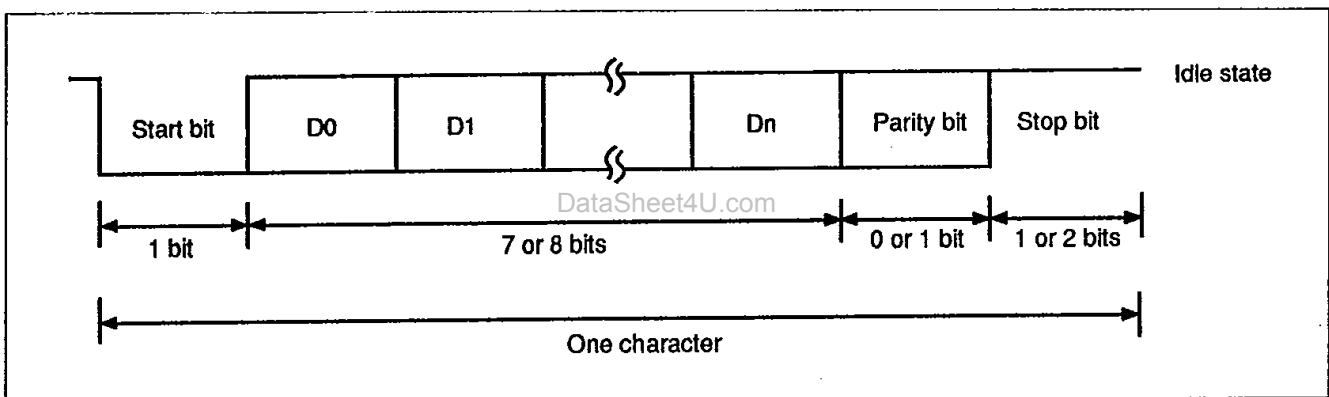 Idle state
Start bit
D0
D1
Dn
Parity bit
Stop bit
DataSheet4U.com
1 bit
7 or 8 bits
0 or 1 bit
1 or 2 bits
One character